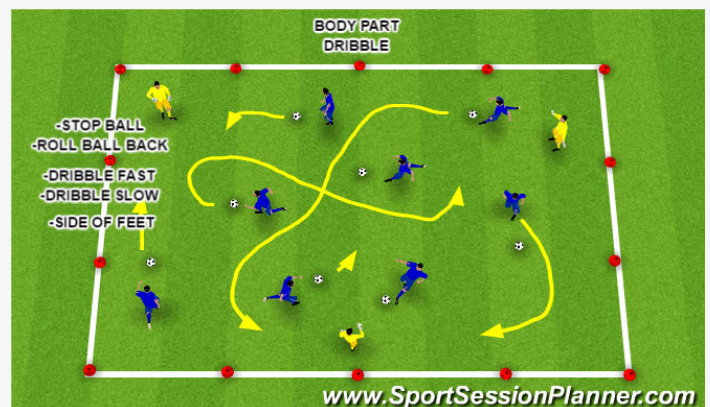 BODY PART
DRIBBLE
-STOP BALL
-ROLL BALL BACK
-DRIBBLE FAST
-DRIBBLE SLOW
-SIDE OF FEET
www.SportSessionPlanner.com